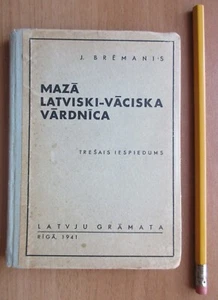 J. BRĒMANIS
MAZĀ
LATVISKI-VĀCISKA
VĀRDNĪCA
TREŠAIS IESPIEDUMS
LATVJU GRĀMATA
RĪGĀ, 1941